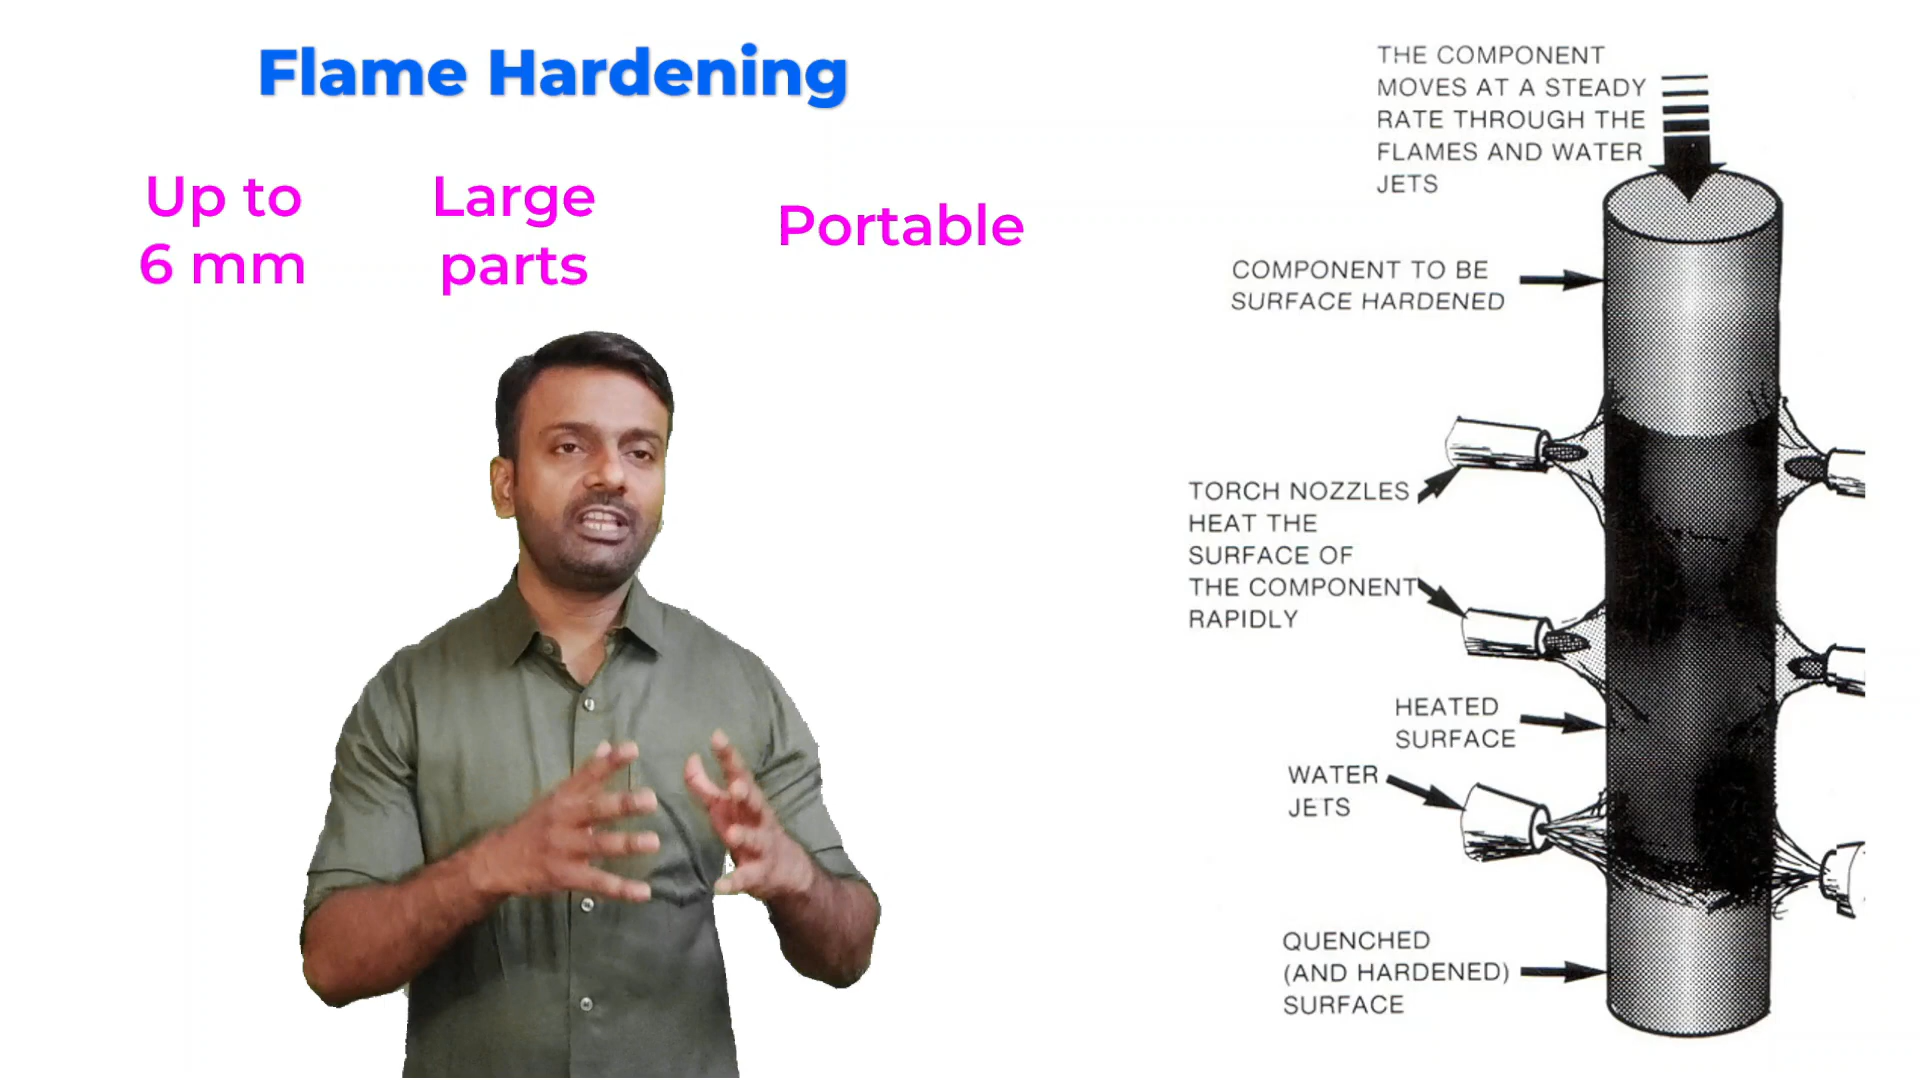 Flame Hardening
Up to
6 mm
Large
parts
Portable
THE COMPONENT
MOVES AT A STEADY
RATE THROUGH THE
FLAMES AND WATER
JETS
COMPONENT TO BE
SURFACE HARDENED
TORCH NOZZLES
HEAT THE
SURFACE OF
THE COMPONENT
RAPIDLY
HEATED
SURFACE
WATER
JETS
QUENCHED
(AND HARDENED)
SURFACE